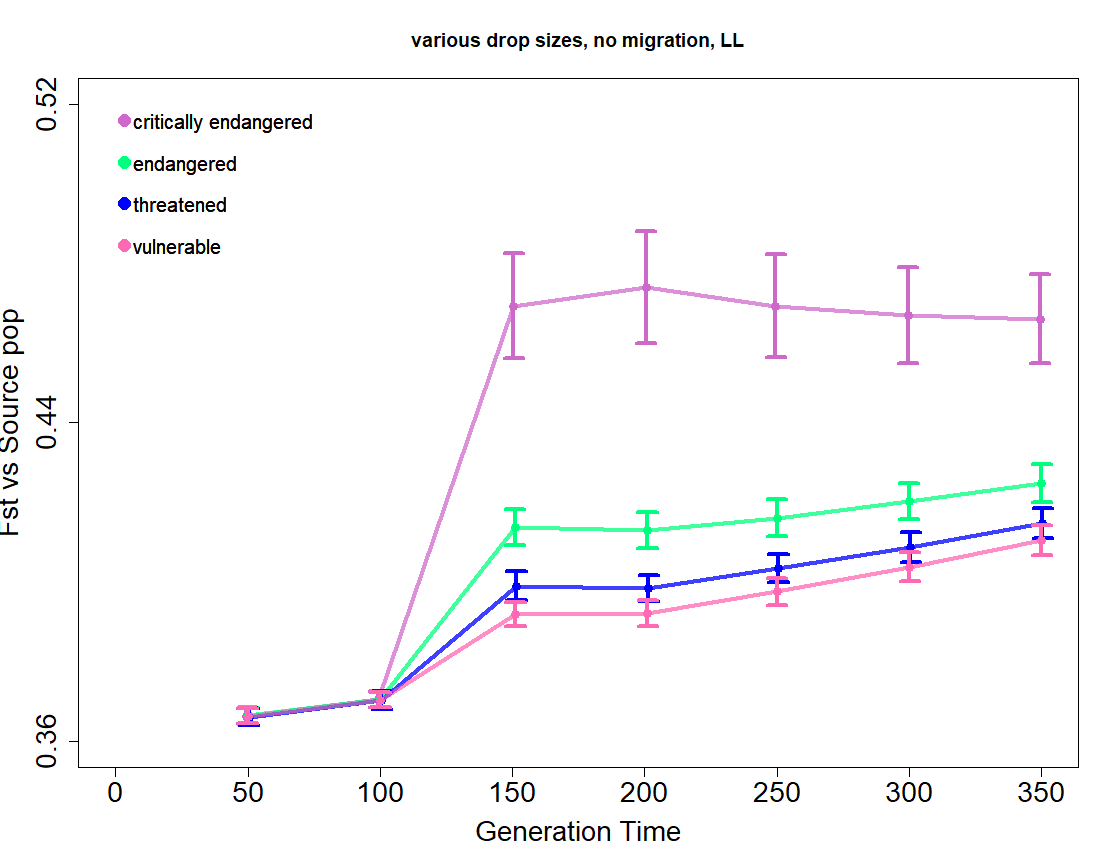 various drop sizes, no migration, LL
0.52
0.44
0.36
Fst vs Source pop
critically endangered
endangered
threatened
vulnerable
0 50 100 150 200 250 300 350
Generation Time